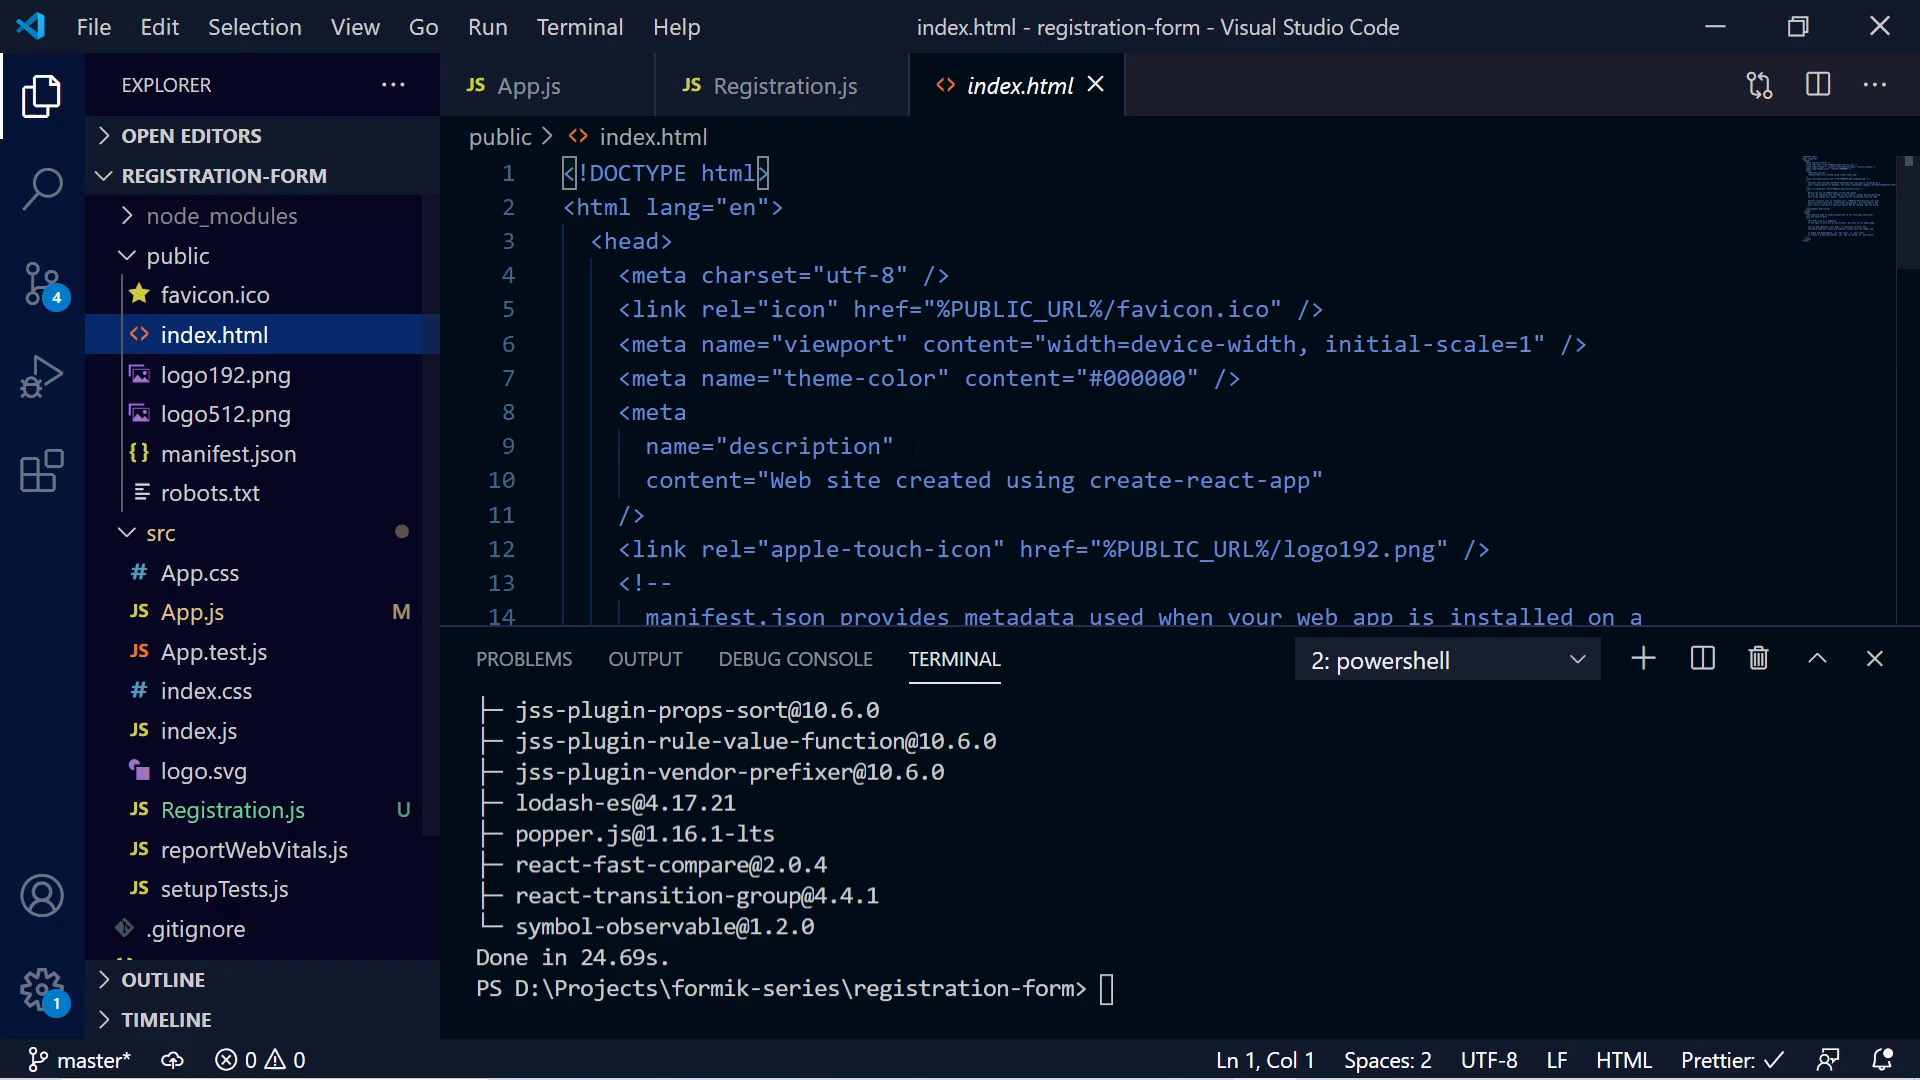 File Edit Selection View Go Run Terminal Help
index.html - registration-form - Visual Studio Code
EXPLORER
OPEN EDITORS
REGISTRATION-FORM
node_modules
public
favicon.ico
index.html
logo192.png
logo512.png
manifest.json
robots.txt
src
App.css
JS App.js M
JS App.test.js
index.css
JS index.js
logo.svg
JS Registration.js U
JS reportWebVitals.js
JS setupTests.js
.gitignore
OUTLINE
TIMELINE
4
1
JS App.js
JS Registration.js
<> index.html
public > <> index.html
1 <!DOCTYPE html>
2 <html lang="en">
3 <head>
4 <meta charset="utf-8" />
5 <link rel="icon" href="%PUBLIC_URL%/favicon.ico" />
6 <meta name="viewport" content="width=device-width, initial-scale=1" />
7 <meta name="theme-color" content="#000000" />
8 <meta
9 name="description"
10 content="Web site created using create-react-app"
11 />
12 <link rel="apple-touch-icon" href="%PUBLIC_URL%/logo192.png" />
13 <!--
14 manifest.json provides metadata used when your web app is installed on a
PROBLEMS OUTPUT DEBUG CONSOLE TERMINAL
2: powershell
├─ jss-plugin-props-sort@10.6.0
├─ jss-plugin-rule-value-function@10.6.0
├─ jss-plugin-vendor-prefixer@10.6.0
├─ lodash-es@4.17.21
├─ popper.js@1.16.1-lts
├─ react-fast-compare@2.0.4
├─ react-transition-group@4.4.1
└─ symbol-observable@1.2.0
Done in 24.69s.
PS D:\Projects\formik-series\registration-form>
master* 0 0
Ln 1, Col 1 Spaces: 2 UTF-8 LF HTML Prettier: ✓